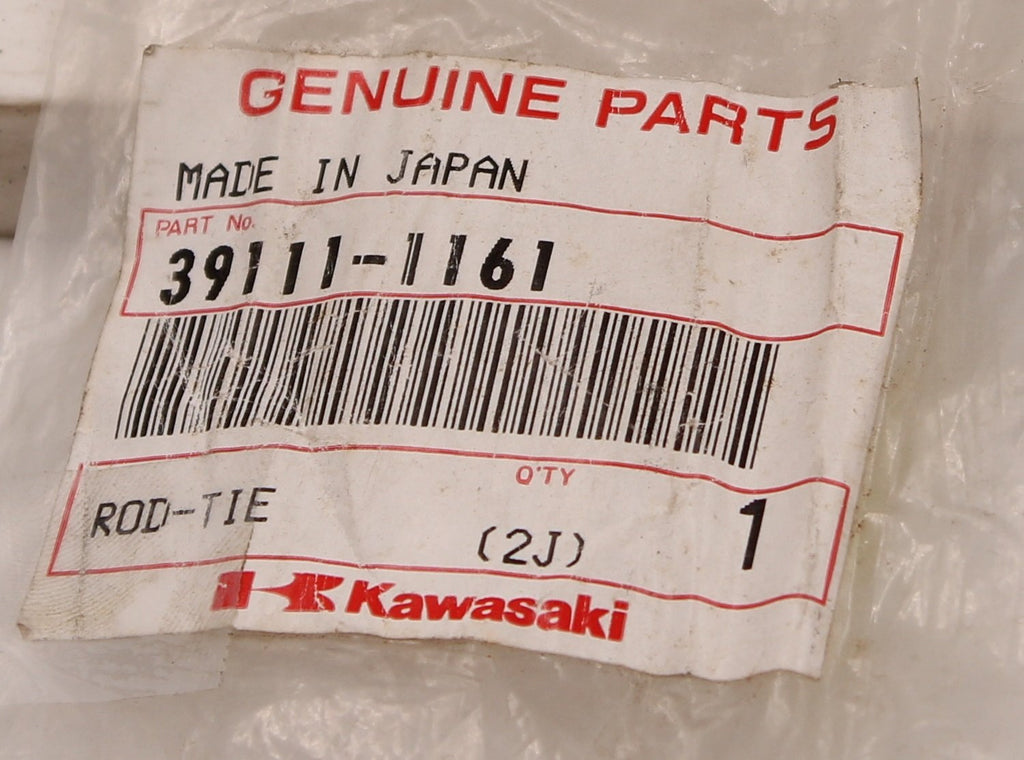 GENUINE PARTS
MADE IN JAPAN
PART No.
39111-1161
Q'TY
ROD-TIE
(2J) 1
Kawasaki